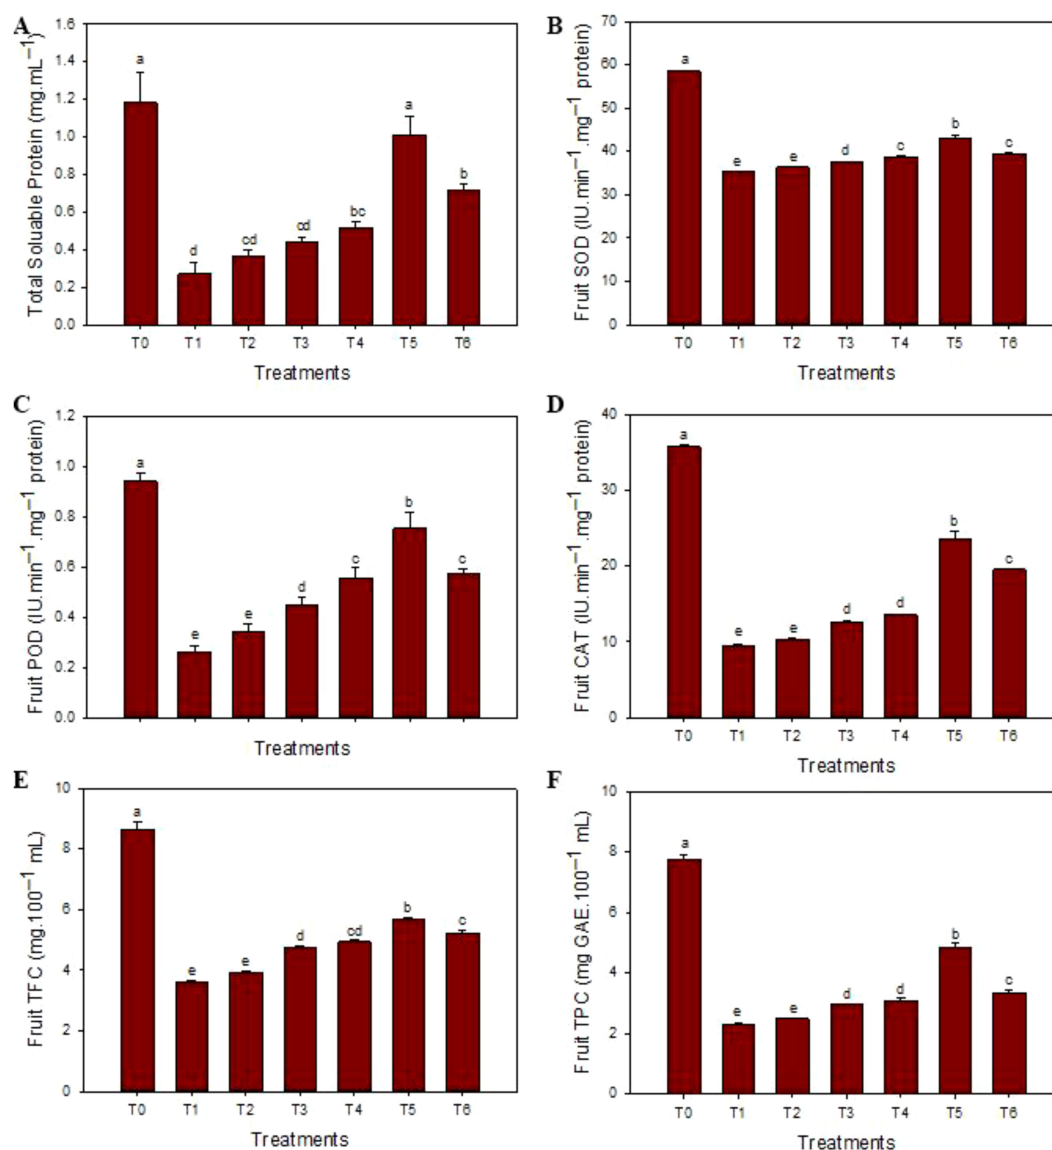 A
Total Soluable Protein (mg.mL⁻¹)
1.6
1.4
1.2
1.0
0.8
0.6
0.4
0.2
0.0
a
d
cd
cd
bc
a
b
T0 T1 T2 T3 T4 T5 T6
Treatments
B
Fruit SOD (IU.min⁻¹.mg⁻¹ protein)
70
60
50
40
30
20
10
0
a
e
e
d
c
b
c
T0 T1 T2 T3 T4 T5 T6
Treatments
C
Fruit POD (IU.min⁻¹.mg⁻¹ protein)
1.2
1.0
0.8
0.6
0.4
0.2
0.0
a
e
e
d
c
b
c
Treatments
D
Fruit CAT (IU.min⁻¹.mg⁻¹ protein)
40
30
20
10
0
a
e
e
d
d
b
c
T0 T1 T2 T3 T4 T5 T6
Treatments
E
Fruit TFC (mg.100⁻¹ mL)
10
8
6
4
2
0
a
e
e
d
cd
b
c
T0 T1 T2 T3 T4 T5 T6
Treatments
F
Fruit TPC (mg GAE.100⁻¹ mL)
10
8
6
4
2
0
a
e
e
d
d
b
c
T0 T1 T2 T3 T4 T5 T6
Treatments